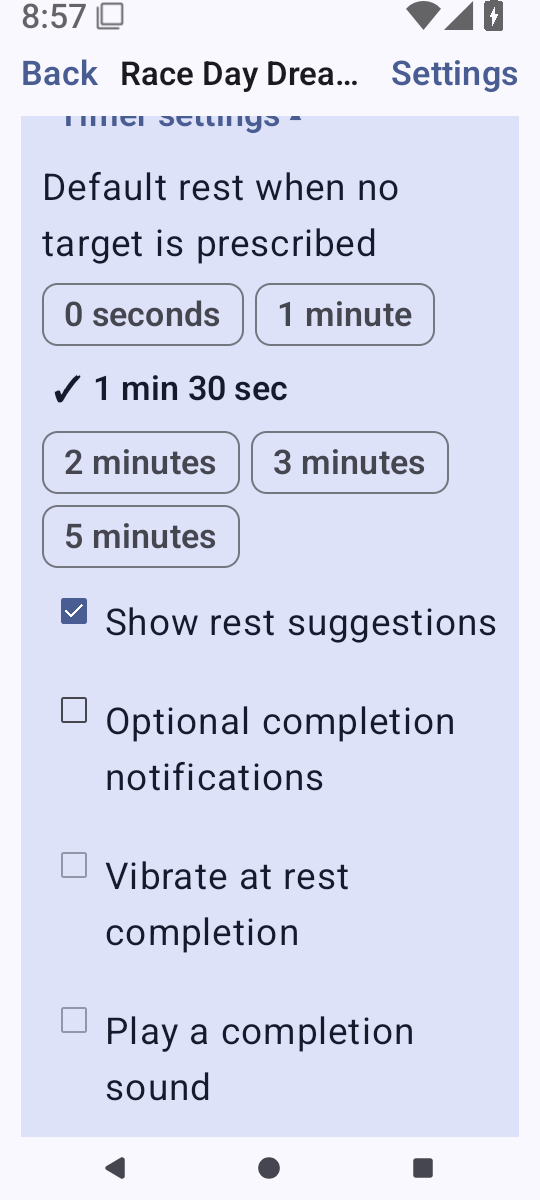 8:57
Back Race Day Drea... Settings
Timer settings
Default rest when no
target is prescribed
0 seconds 1 minute
✓ 1 min 30 sec
2 minutes 3 minutes
5 minutes
Show rest suggestions
Optional completion
notifications
Vibrate at rest
completion
Play a completion
sound